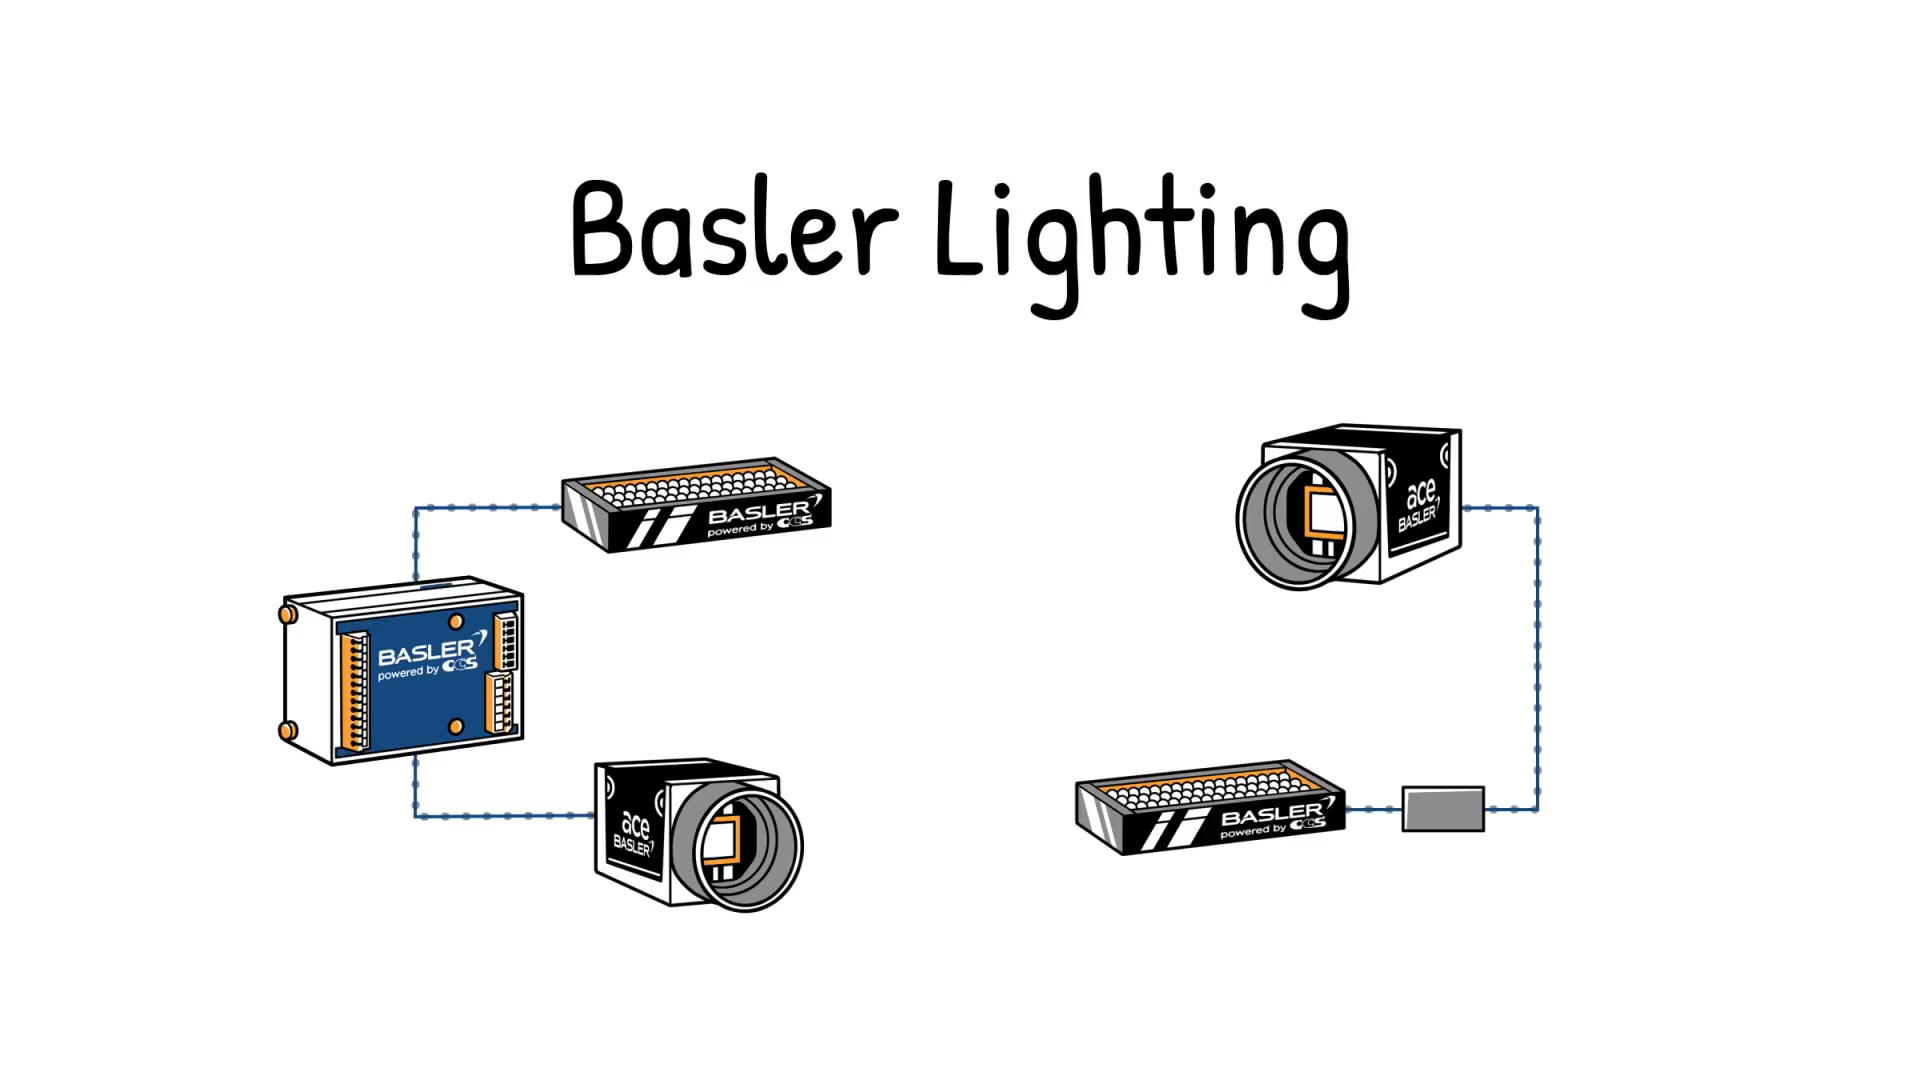 Basler Lighting
BASLER
powered by CCS
BASLER
powered by CCS
ace
BASLER
ace
BASLER
BASLER
powered by CCS